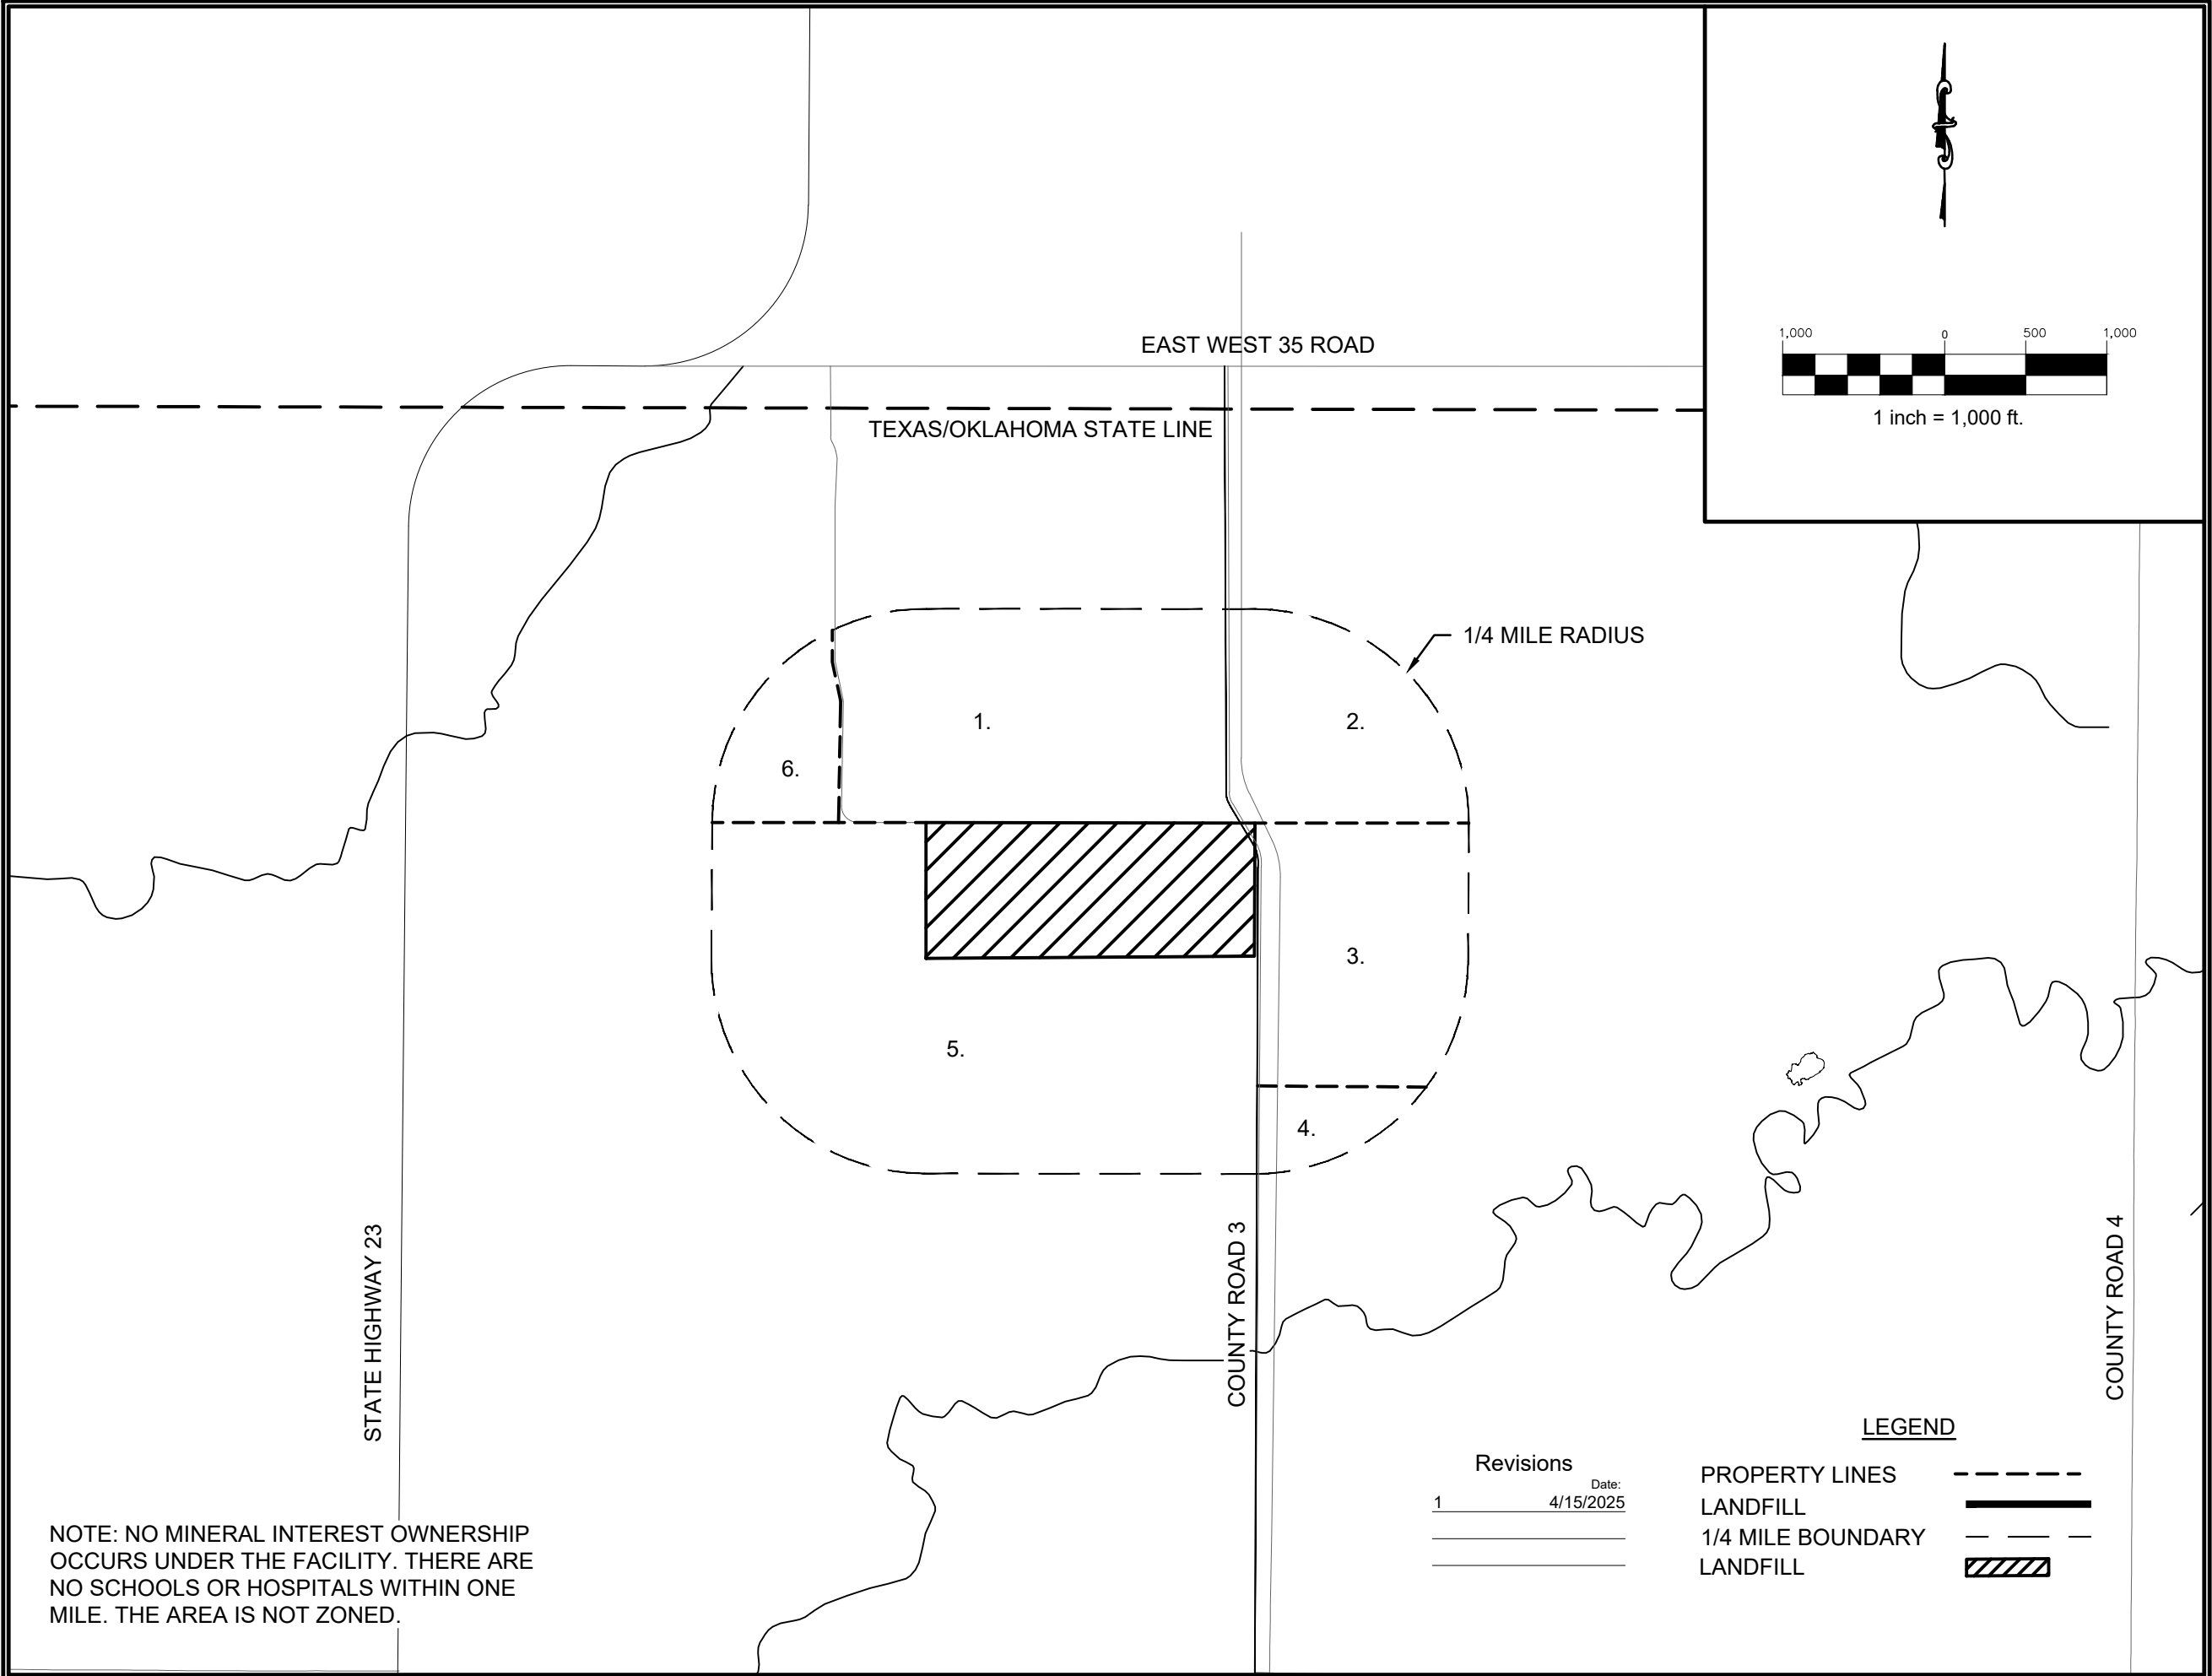 1,000 0 500 1,000
1 inch = 1,000 ft.
EAST WEST 35 ROAD
TEXAS/OKLAHOMA STATE LINE
1/4 MILE RADIUS
1.
2.
6.
3.
5.
4.
STATE HIGHWAY 23
COUNTY ROAD 3
COUNTY ROAD 4
NOTE: NO MINERAL INTEREST OWNERSHIP
OCCURS UNDER THE FACILITY. THERE ARE
NO SCHOOLS OR HOSPITALS WITHIN ONE
MILE. THE AREA IS NOT ZONED.
Revisions
Date:
1 4/15/2025
LEGEND
PROPERTY LINES
LANDFILL
1/4 MILE BOUNDARY
LANDFILL